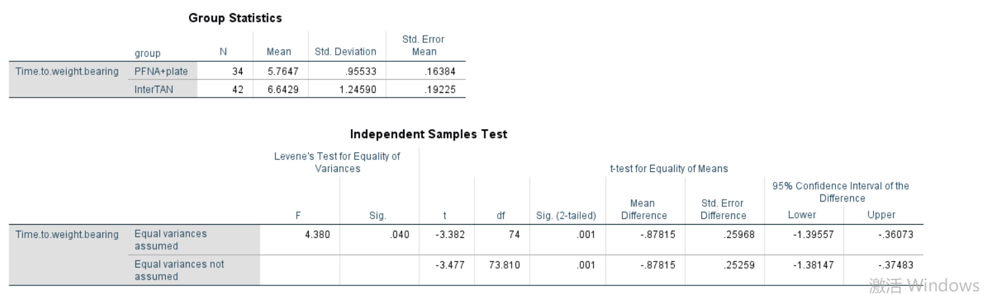 Group Statistics
group N Mean Std. Deviation Std. Error Mean
Time.to.weight.bearing PFNA+plate 34 5.7647 .95533 .16384
InterTAN 42 6.6429 1.24590 .19225
Independent Samples Test
Levene's Test for Equality of Variances
t-test for Equality of Means
95% Confidence Interval of the Difference
F Sig. t df Sig. (2-tailed) Mean Difference Std. Error Difference Lower Upper
Time.to.weight.bearing Equal variances assumed 4.380 .040 -3.382 74 .001 -.87815 .25968 -1.39557 -.36073
Equal variances not assumed -3.477 73.810 .001 -.87815 .25259 -1.38147 -.37483
激活 Windows